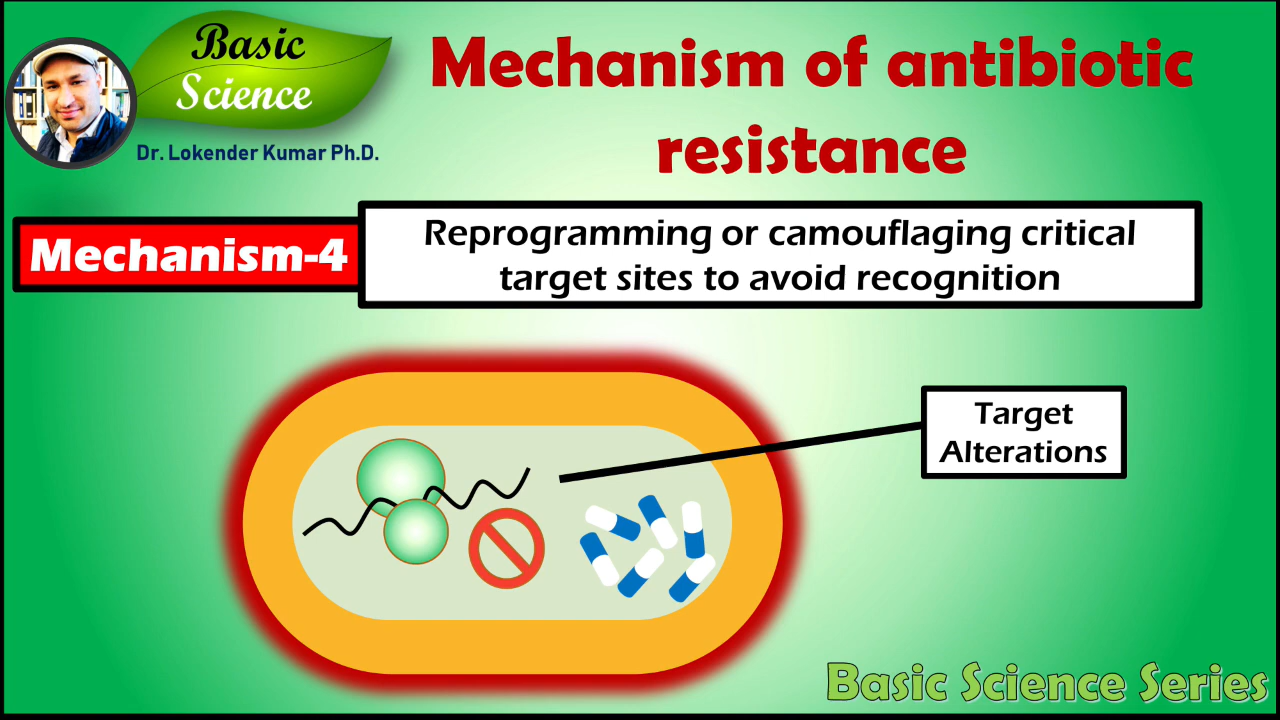 Basic
Science
Dr. Lokender Kumar Ph.D.
Mechanism of antibiotic
resistance
Mechanism-4
Reprogramming or camouflaging critical
target sites to avoid recognition
Target
Alterations
Basic Science Series